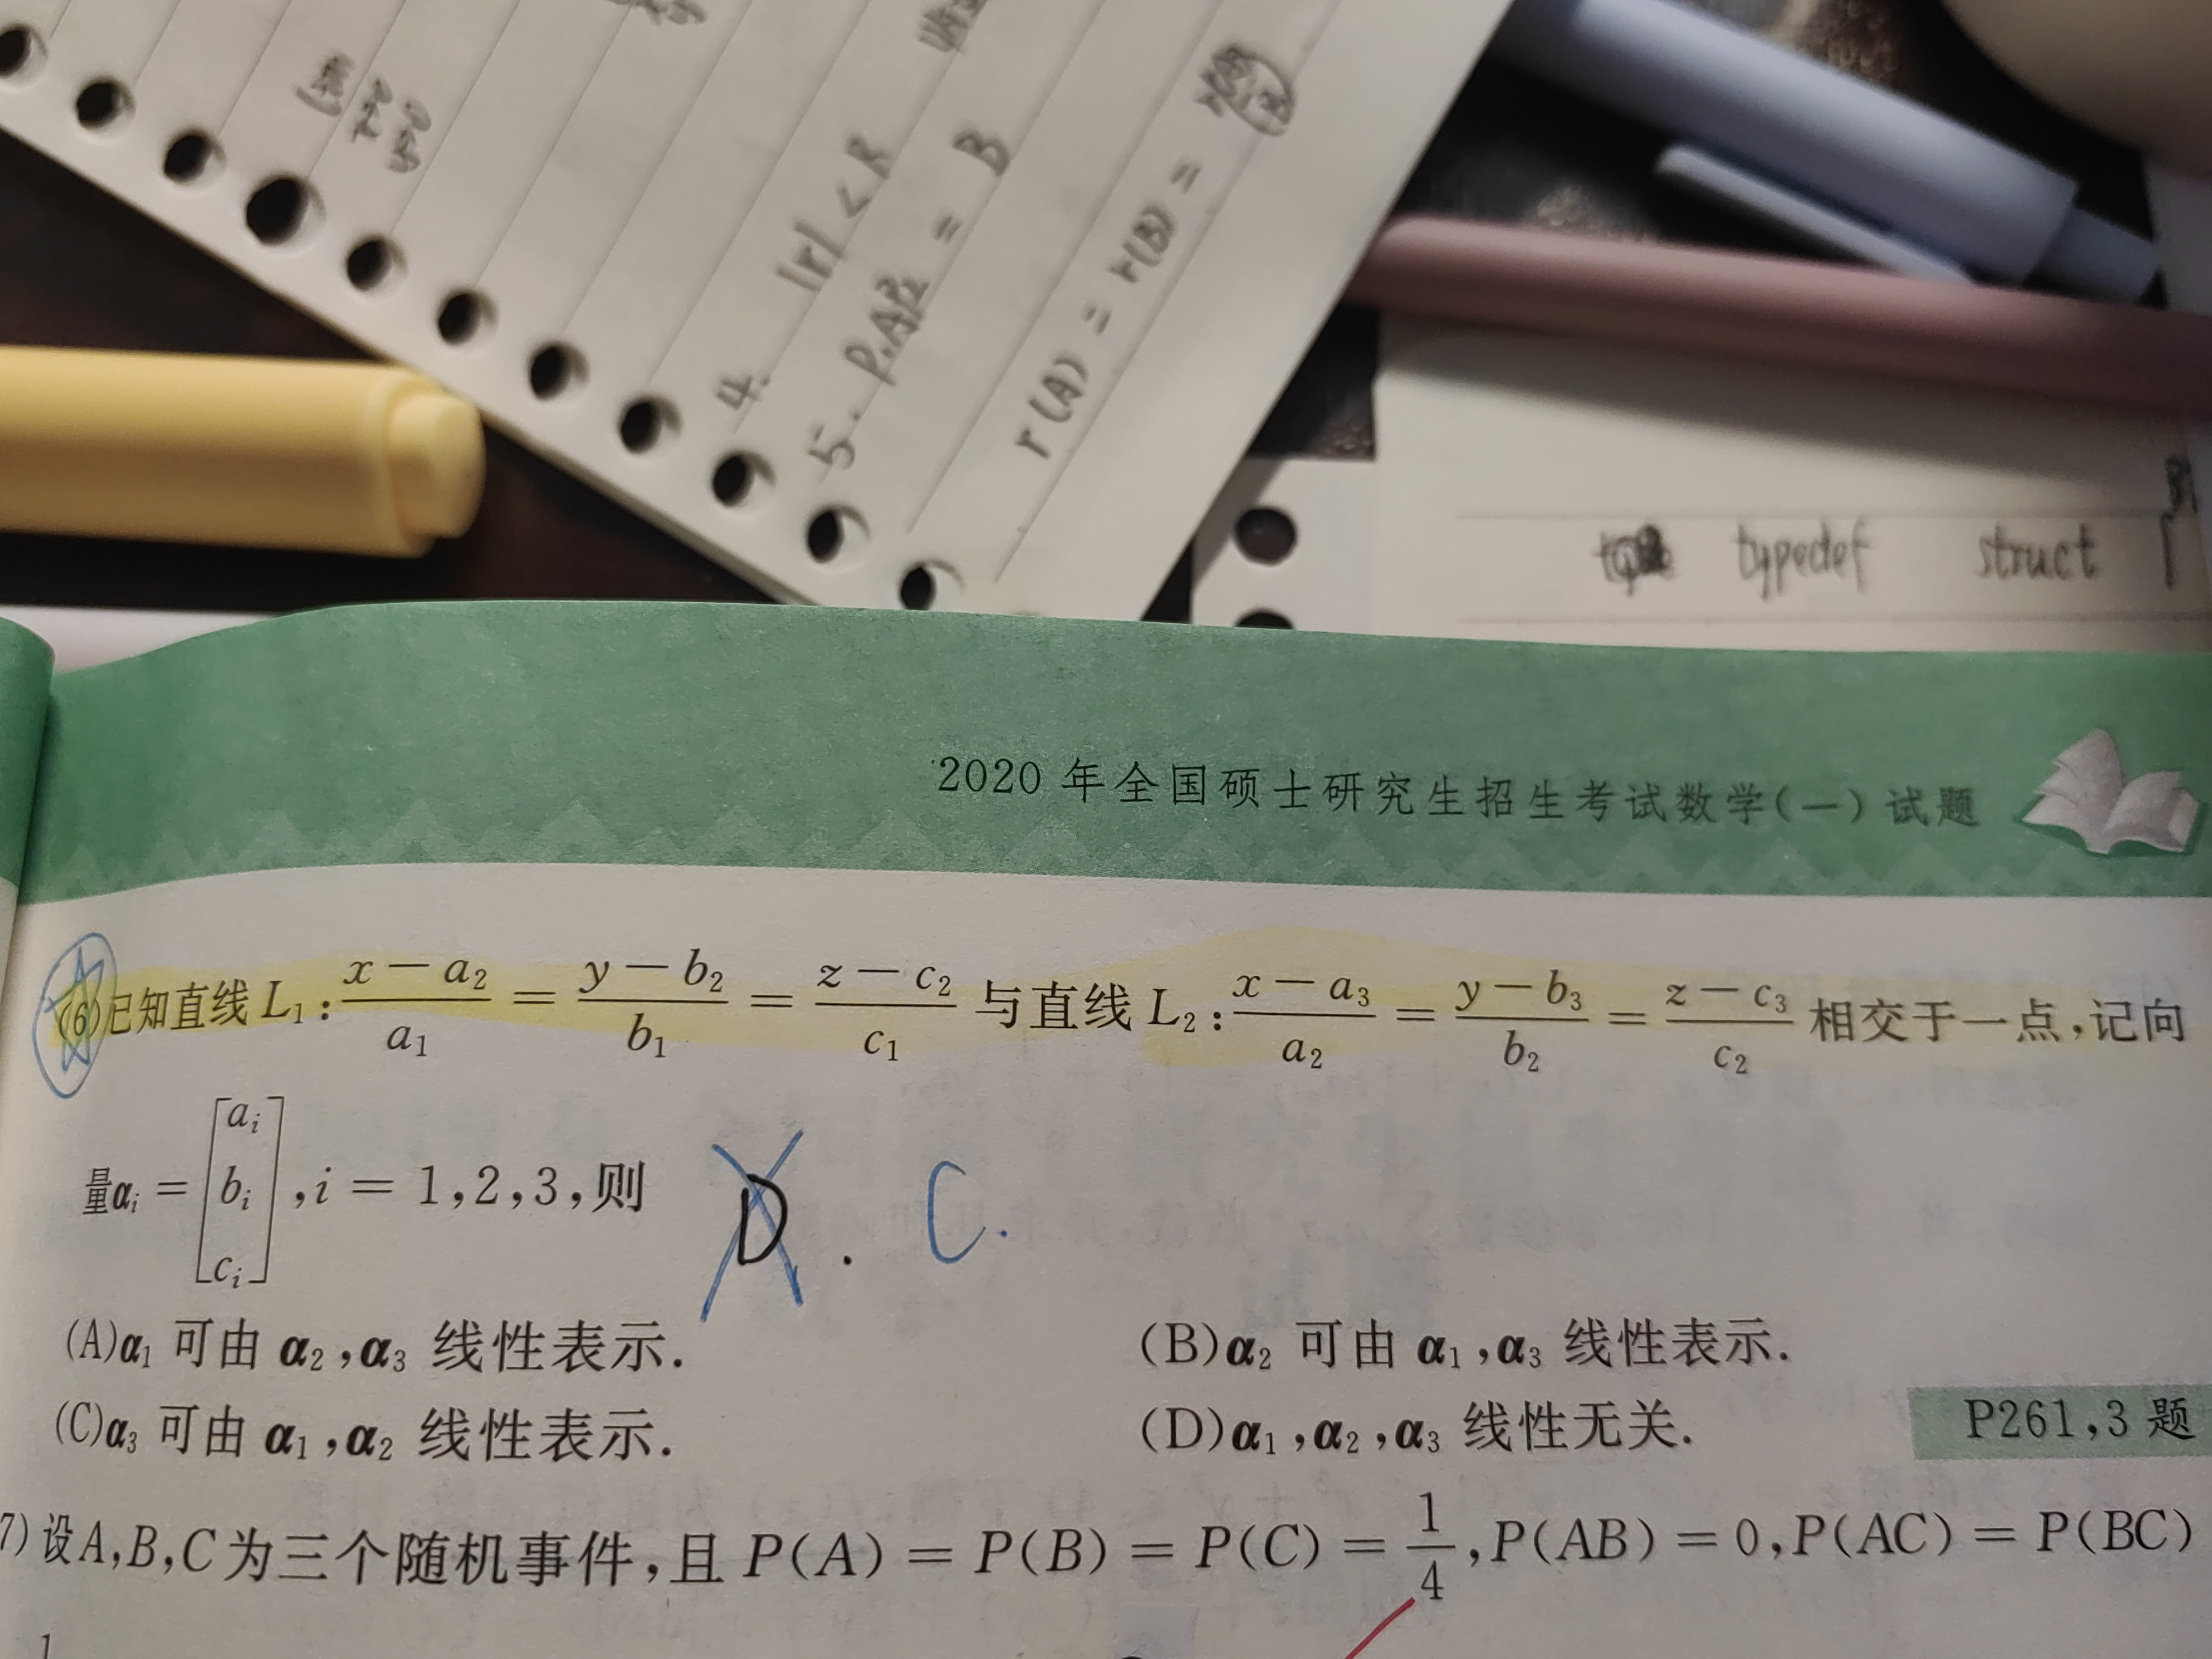 4. |r| < R
5. P₁AP₂ = B
r(A) = r(B) =
typedef struct {
2020 年全国硕士研究生招生考试数学(一)试题
(6)已知直线 L₁: (x－a₂)/a₁ = (y－b₂)/b₁ = (z－c₂)/c₁ 与直线 L₂: (x－a₃)/a₂ = (y－b₃)/b₂ = (z－c₃)/c₂ 相交于一点,记向
量αᵢ = [aᵢ bᵢ cᵢ], i = 1,2,3,则 D. C.
(A)α₁ 可由 α₂,α₃ 线性表示. (B)α₂ 可由 α₁,α₃ 线性表示.
(C)α₃ 可由 α₁,α₂ 线性表示. (D)α₁,α₂,α₃ 线性无关. P261,3 题
7)设A,B,C为三个随机事件,且 P(A) = P(B) = P(C) = 1/4, P(AB) = 0, P(AC) = P(BC)
1